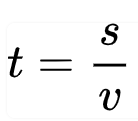 t = s/v